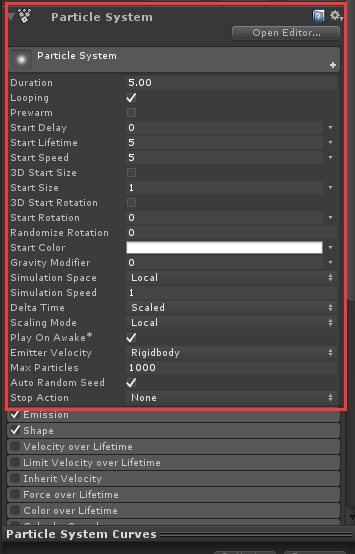 Particle System
Open Editor...
Particle System
Duration 5.00
Looping
Prewarm
Start Delay 0
Start Lifetime 5
Start Speed 5
3D Start Size
Start Size 1
3D Start Rotation
Start Rotation 0
Randomize Rotation 0
Start Color
Gravity Modifier 0
Simulation Space Local
Simulation Speed 1
Delta Time Scaled
Scaling Mode Local
Play On Awake*
Emitter Velocity Rigidbody
Max Particles 1000
Auto Random Seed
Stop Action None
Emission
Shape
Velocity over Lifetime
Limit Velocity over Lifetime
Inherit Velocity
Force over Lifetime
Color over Lifetime
Particle System Curves